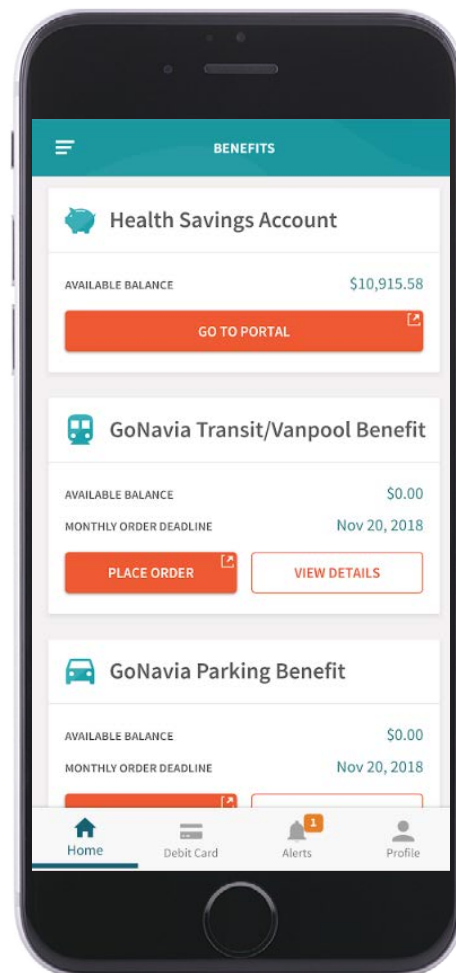 BENEFITS
Health Savings Account
AVAILABLE BALANCE $10,915.58
GO TO PORTAL
GoNavia Transit/Vanpool Benefit
AVAILABLE BALANCE $0.00
MONTHLY ORDER DEADLINE Nov 20, 2018
PLACE ORDER VIEW DETAILS
GoNavia Parking Benefit
AVAILABLE BALANCE $0.00
MONTHLY ORDER DEADLINE Nov 20, 2018
1
Home Debit Card Alerts Profile